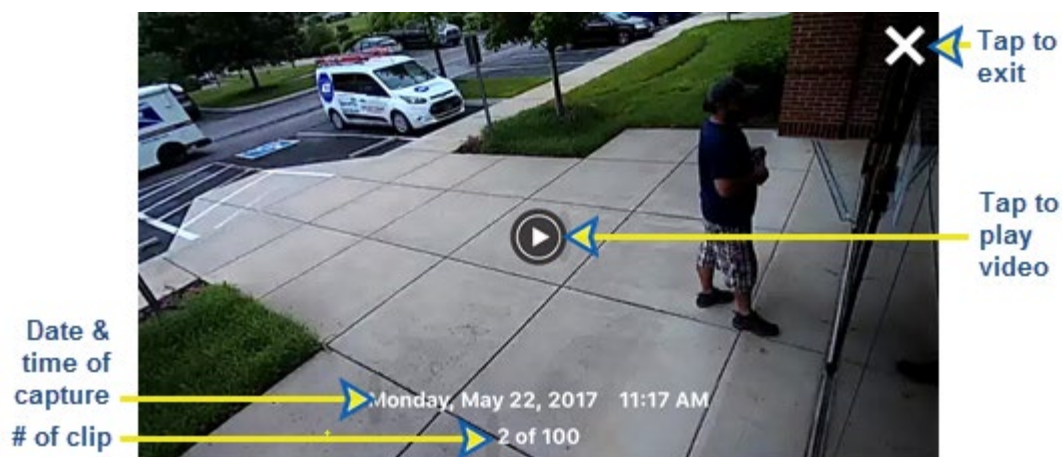 Tap to
exit
Tap to
play
video
Date &
time of
capture
Monday, May 22, 2017 11:17 AM
# of clip
2 of 100